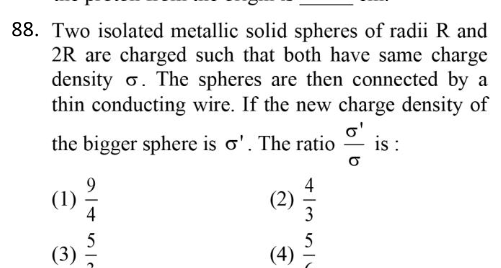 88. Two isolated metallic solid spheres of radii R and
2R are charged such that both have same charge
density σ. The spheres are then connected by a
thin conducting wire. If the new charge density of
the bigger sphere is σ'. The ratio σ'/σ is :
(1) 9/4 (2) 4/3
(3) 5/ (4) 5/